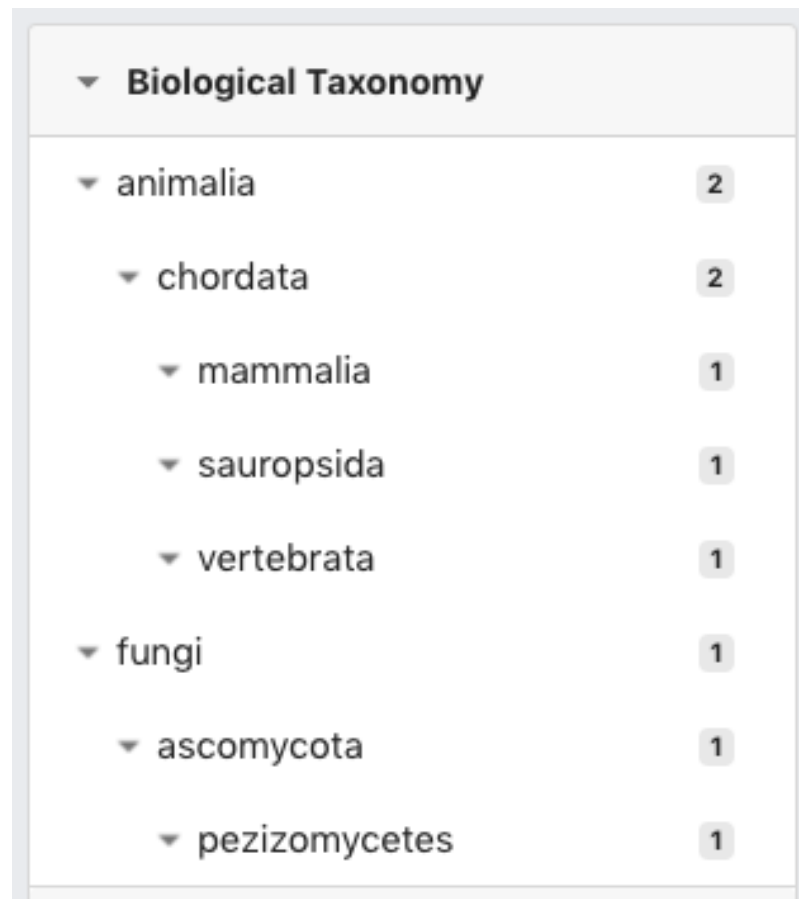 Biological Taxonomy
animalia 2
chordata 2
mammalia 1
sauropsida 1
vertebrata 1
fungi 1
ascomycota 1
pezizomycetes 1